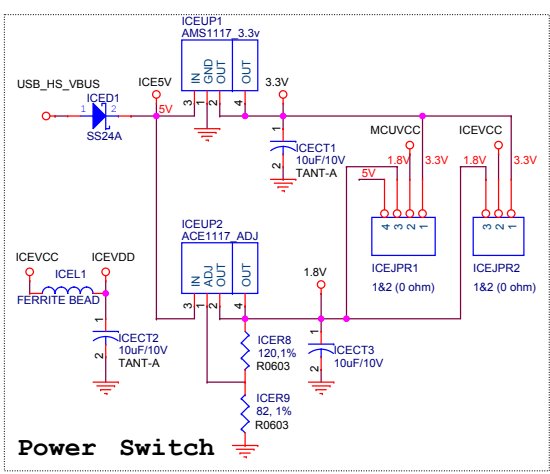 ICEUP1
AMS1117_3.3v
USB_HS_VBUS
ICE5V
3.3V
ICED1
1
2
5V
SS24A
IN
GND
OUT
OUT
3
1
2
4
1
2
ICECT1
10uF/10V
TANT-A
MCUVCC
ICEVCC
1.8V
3.3V
1.8V
3.3V
5V
4
3
2
1
3
2
1
ICEJPR1
1&2 (0 ohm)
ICEJPR2
1&2 (0 ohm)
ICEUP2
ACE1117_ADJ
IN
ADJ
OUT
OUT
3
1
2
4
1.8V
ICEVCC
ICEVDD
ICEL1
FERRITE BEAD
1
2
ICECT2
10uF/10V
TANT-A
ICER8
120,1%
R0603
1
2
ICECT3
10uF/10V
ICER9
82, 1%
R0603
Power Switch